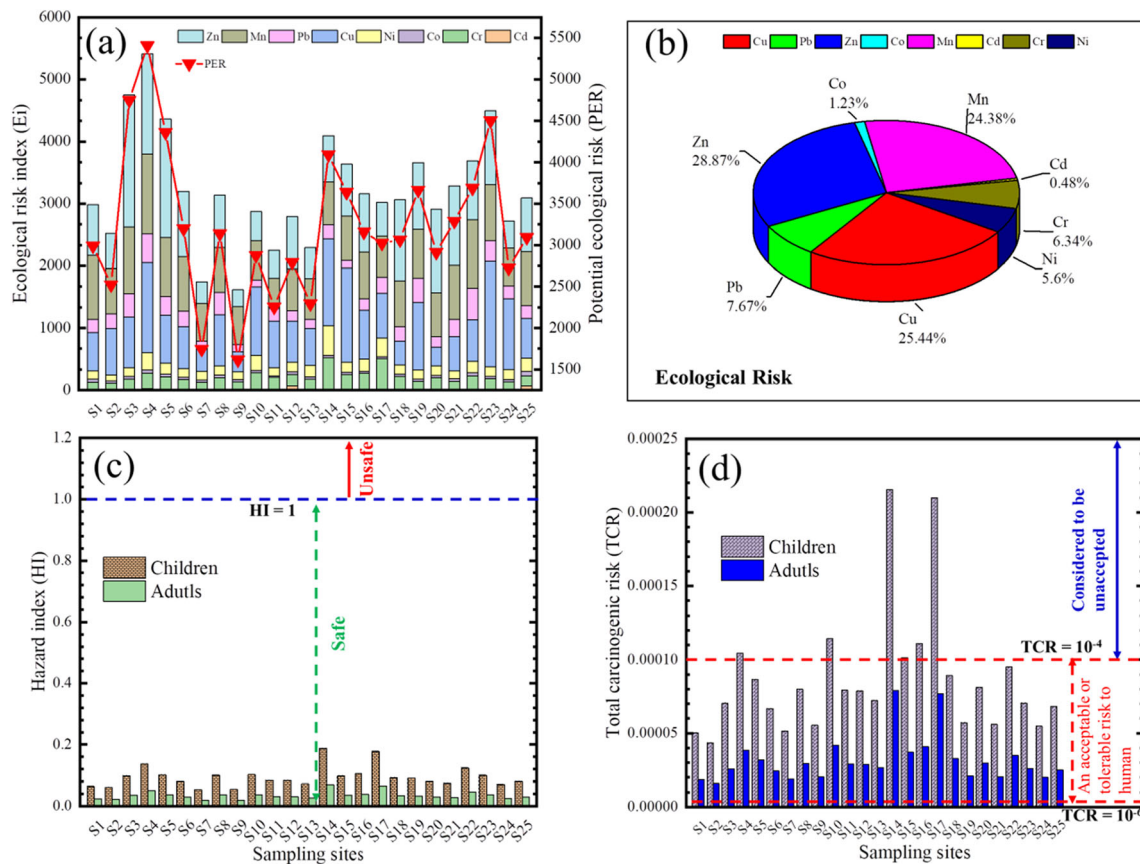 (a)
Zn Mn Pb Cu Ni Co Cr Cd
PER
Ecological risk index (Ei)
6000
5000
4000
3000
2000
1000
0
Potential ecological risk (PER)
5500
5000
4500
4000
3500
3000
2500
2000
1500
S1 S2 S3 S4 S5 S6 S7 S8 S9 S10 S11 S12 S13 S14 S15 S16 S17 S18 S19 S20 S21 S22 S23 S24 S25
(b)
Cu Pb Zn Co Mn Cd Cr Ni
Co
1.23%
Mn
24.38%
Zn
28.87%
Cd
0.48%
Cr
6.34%
Ni
5.6%
Pb
7.67%
Cu
25.44%
Ecological Risk
(c)
Unsafe
HI = 1
Safe
Children
Adutls
Hazard index (HI)
1.2
1.0
0.8
0.6
0.4
0.2
0.0
S1 S2 S3 S4 S5 S6 S7 S8 S9 S10 S11 S12 S13 S14 S15 S16 S17 S18 S19 S20 S21 S22 S23 S24 S25
Sampling sites
(d)
Children
Adutls
Total carcinogenic risk (TCR)
0.00025
0.00020
0.00015
0.00010
0.00005
0.00000
Considered to be
unaccepted
TCR = 10⁻⁴
An acceptable or
tolerable risk to
human
TCR = 10⁻⁶
S1 S2 S3 S4 S5 S6 S7 S8 S9 S10 S11 S12 S13 S14 S15 S16 S17 S18 S19 S20 S21 S22 S23 S24 S25
Sampling sites